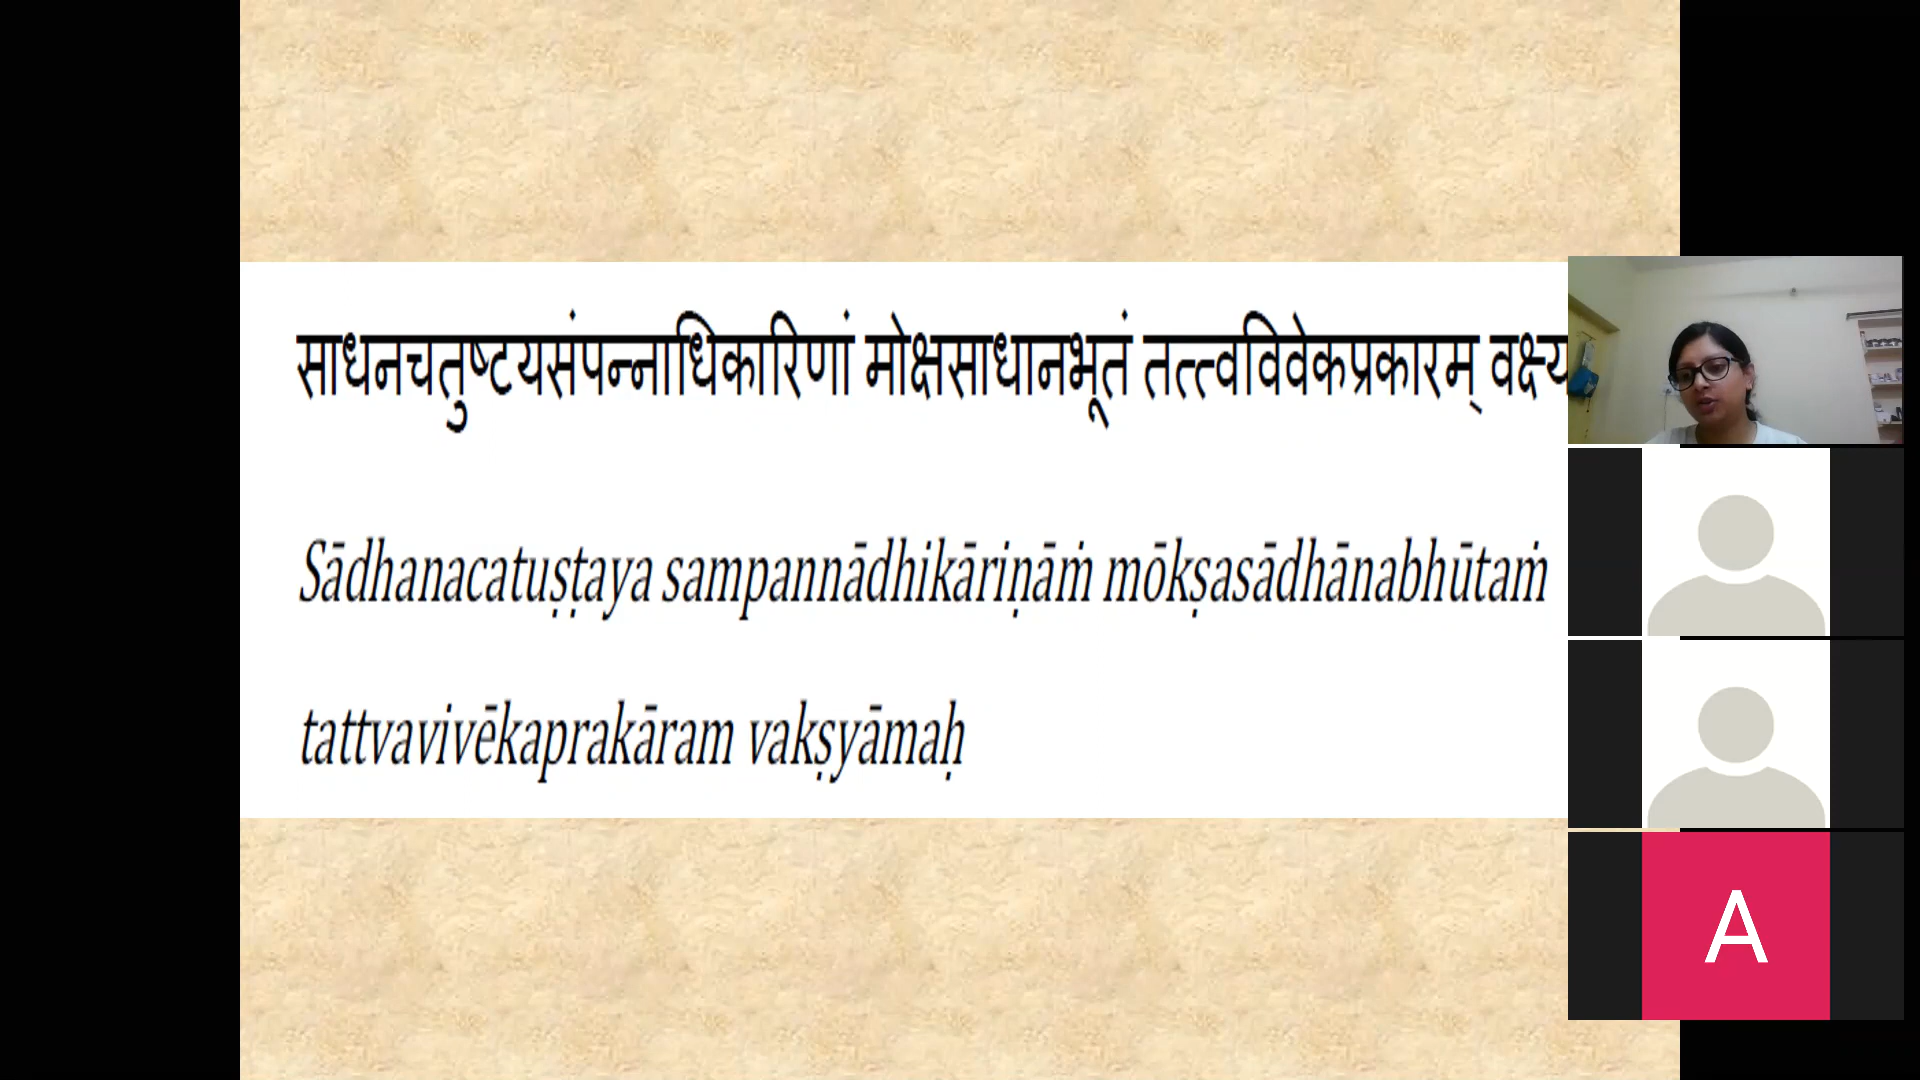 साधनचतुष्टयसंपन्नाधिकारिणां मोक्षसाधानभूतं तत्त्वविवेकप्रकारम्
Sādhanacatuṣṭaya sampannādhikāriṇāṁ mōkṣasādhānabhūtaṁ
tattvavivēkaprakāram vakṣyāmaḥ
A